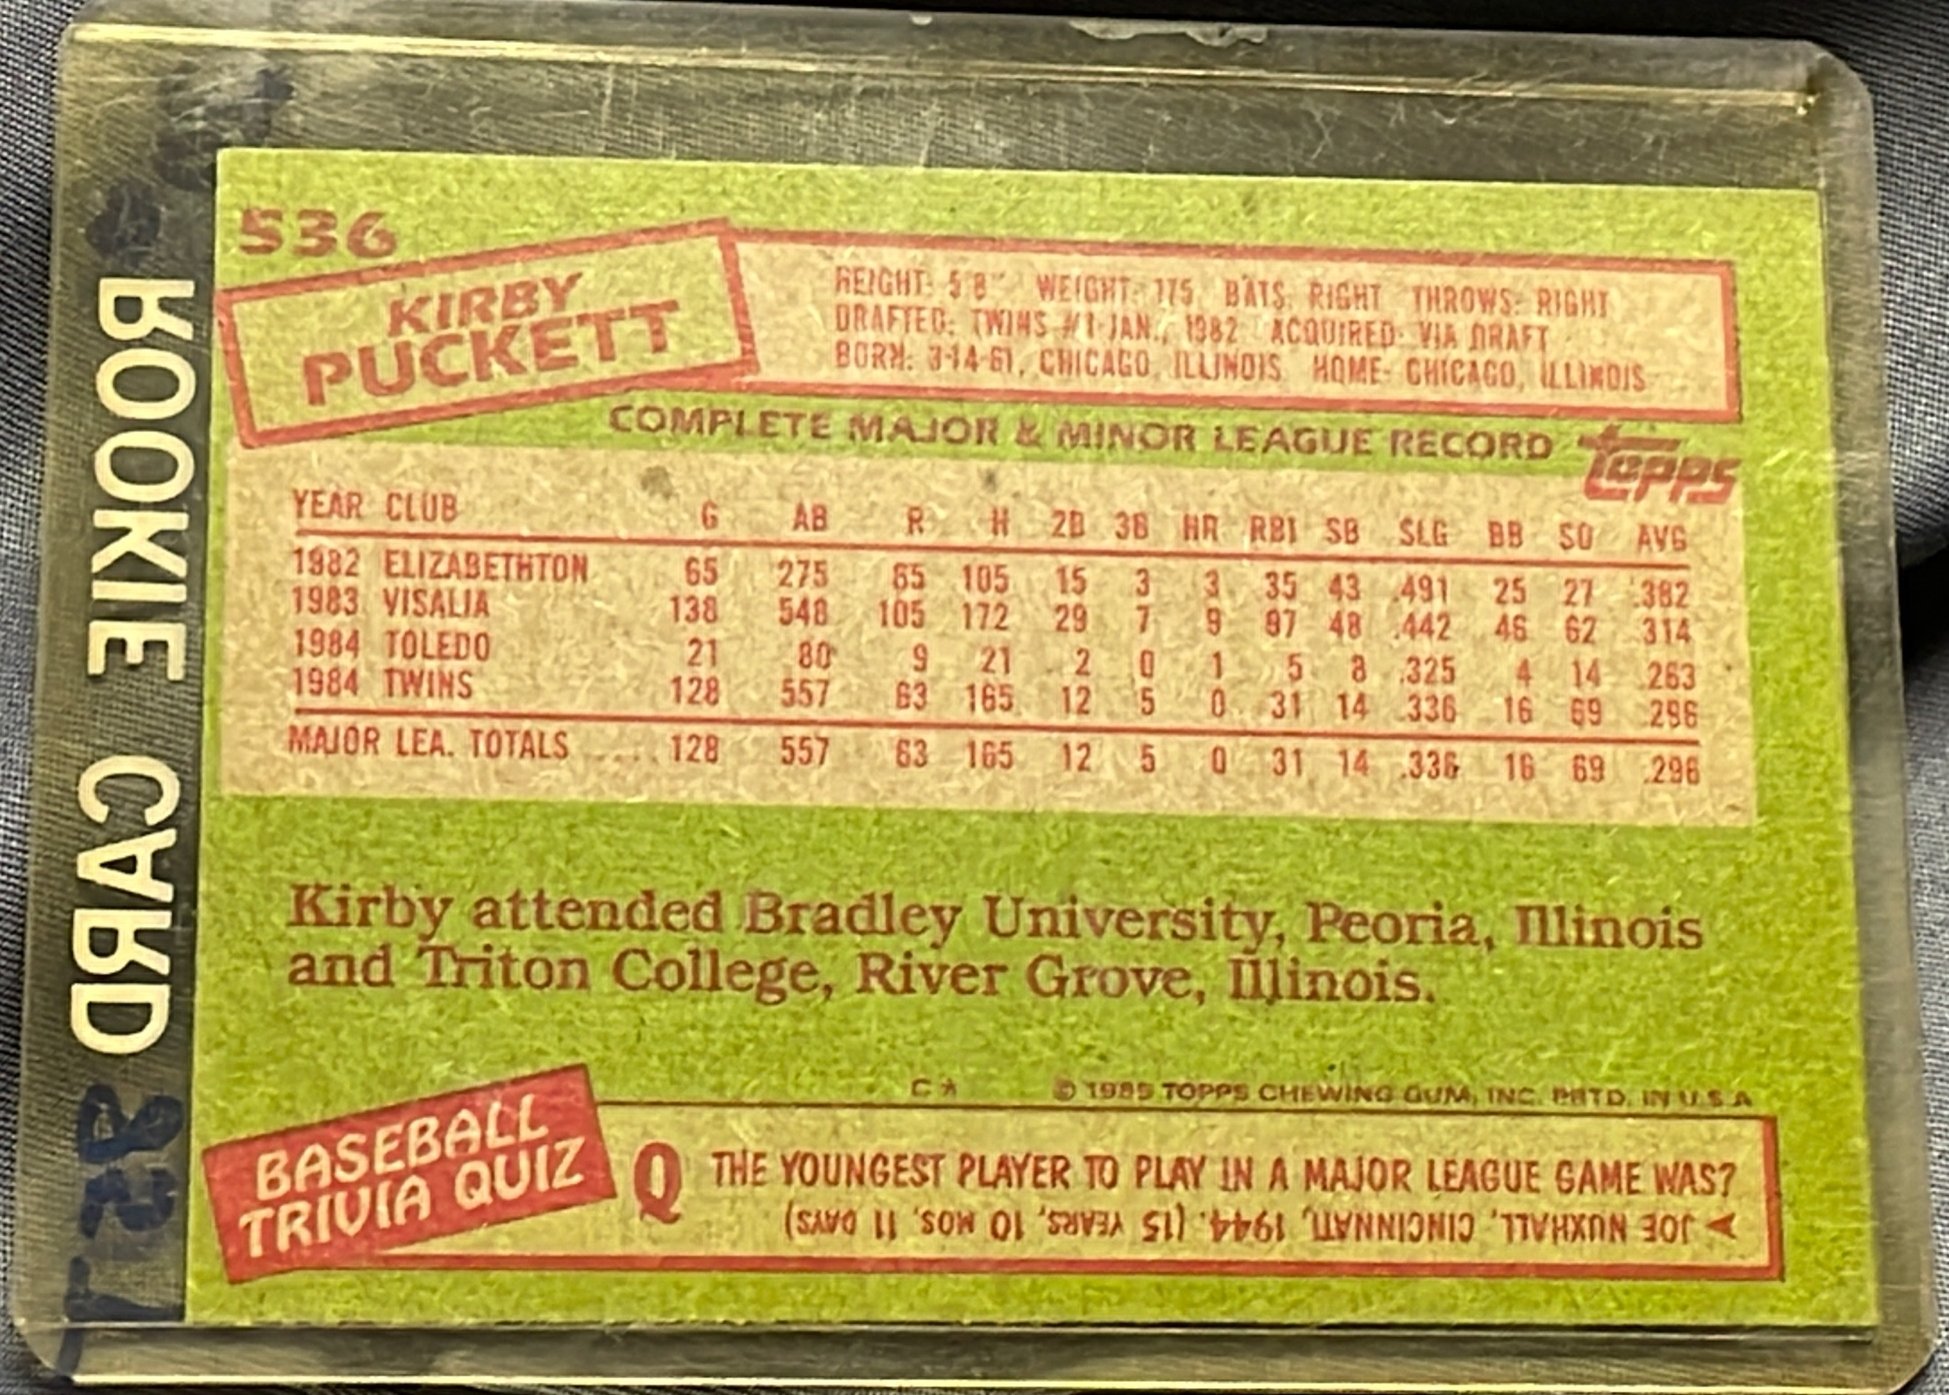 ROOKIE CARD
536
KIRBY
PUCKETT
HEIGHT: 5'8" WEIGHT: 175 BATS: RIGHT THROWS: RIGHT
DRAFTED: TWINS #1-JAN., 1982 ACQUIRED: VIA DRAFT
BORN: 3-14-61, CHICAGO, ILLINOIS HOME: CHICAGO, ILLINOIS
COMPLETE MAJOR & MINOR LEAGUE RECORD
topps
YEAR CLUB G AB R H 2B 3B HR RBI SB SLG BB SO AVG
1982 ELIZABETHTON 65 275 65 105 15 3 3 35 43 .491 25 27 .382
1983 VISALIA 138 548 105 172 29 7 9 97 48 .442 46 62 .314
1984 TOLEDO 21 80 9 21 2 0 1 5 8 .325 4 14 .263
1984 TWINS 128 557 63 165 12 5 0 31 14 .336 16 69 .296
MAJOR LEA. TOTALS ..... 128 557 63 165 12 5 0 31 14 .336 16 69 .296
Kirby attended Bradley University, Peoria, Illinois
and Triton College, River Grove, Illinois.
C* © 1985 TOPPS CHEWING GUM, INC. PRTD. IN U.S.A
BASEBALL
TRIVIA QUIZ
Q THE YOUNGEST PLAYER TO PLAY IN A MAJOR LEAGUE GAME WAS?
JOE NUXHALL, CINCINNATI, 1944. (15 YEARS, 10 MOS., 11 DAYS)